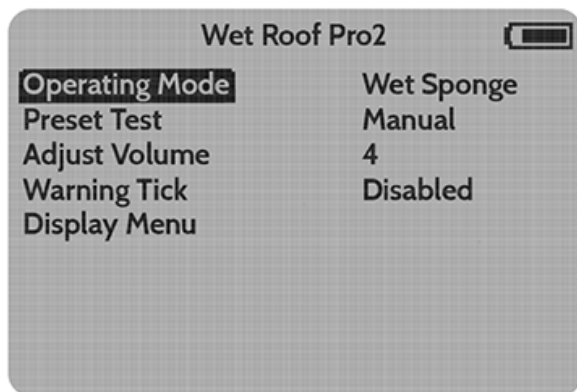 Wet Roof Pro2
Operating Mode Wet Sponge
Preset Test Manual
Adjust Volume 4
Warning Tick Disabled
Display Menu